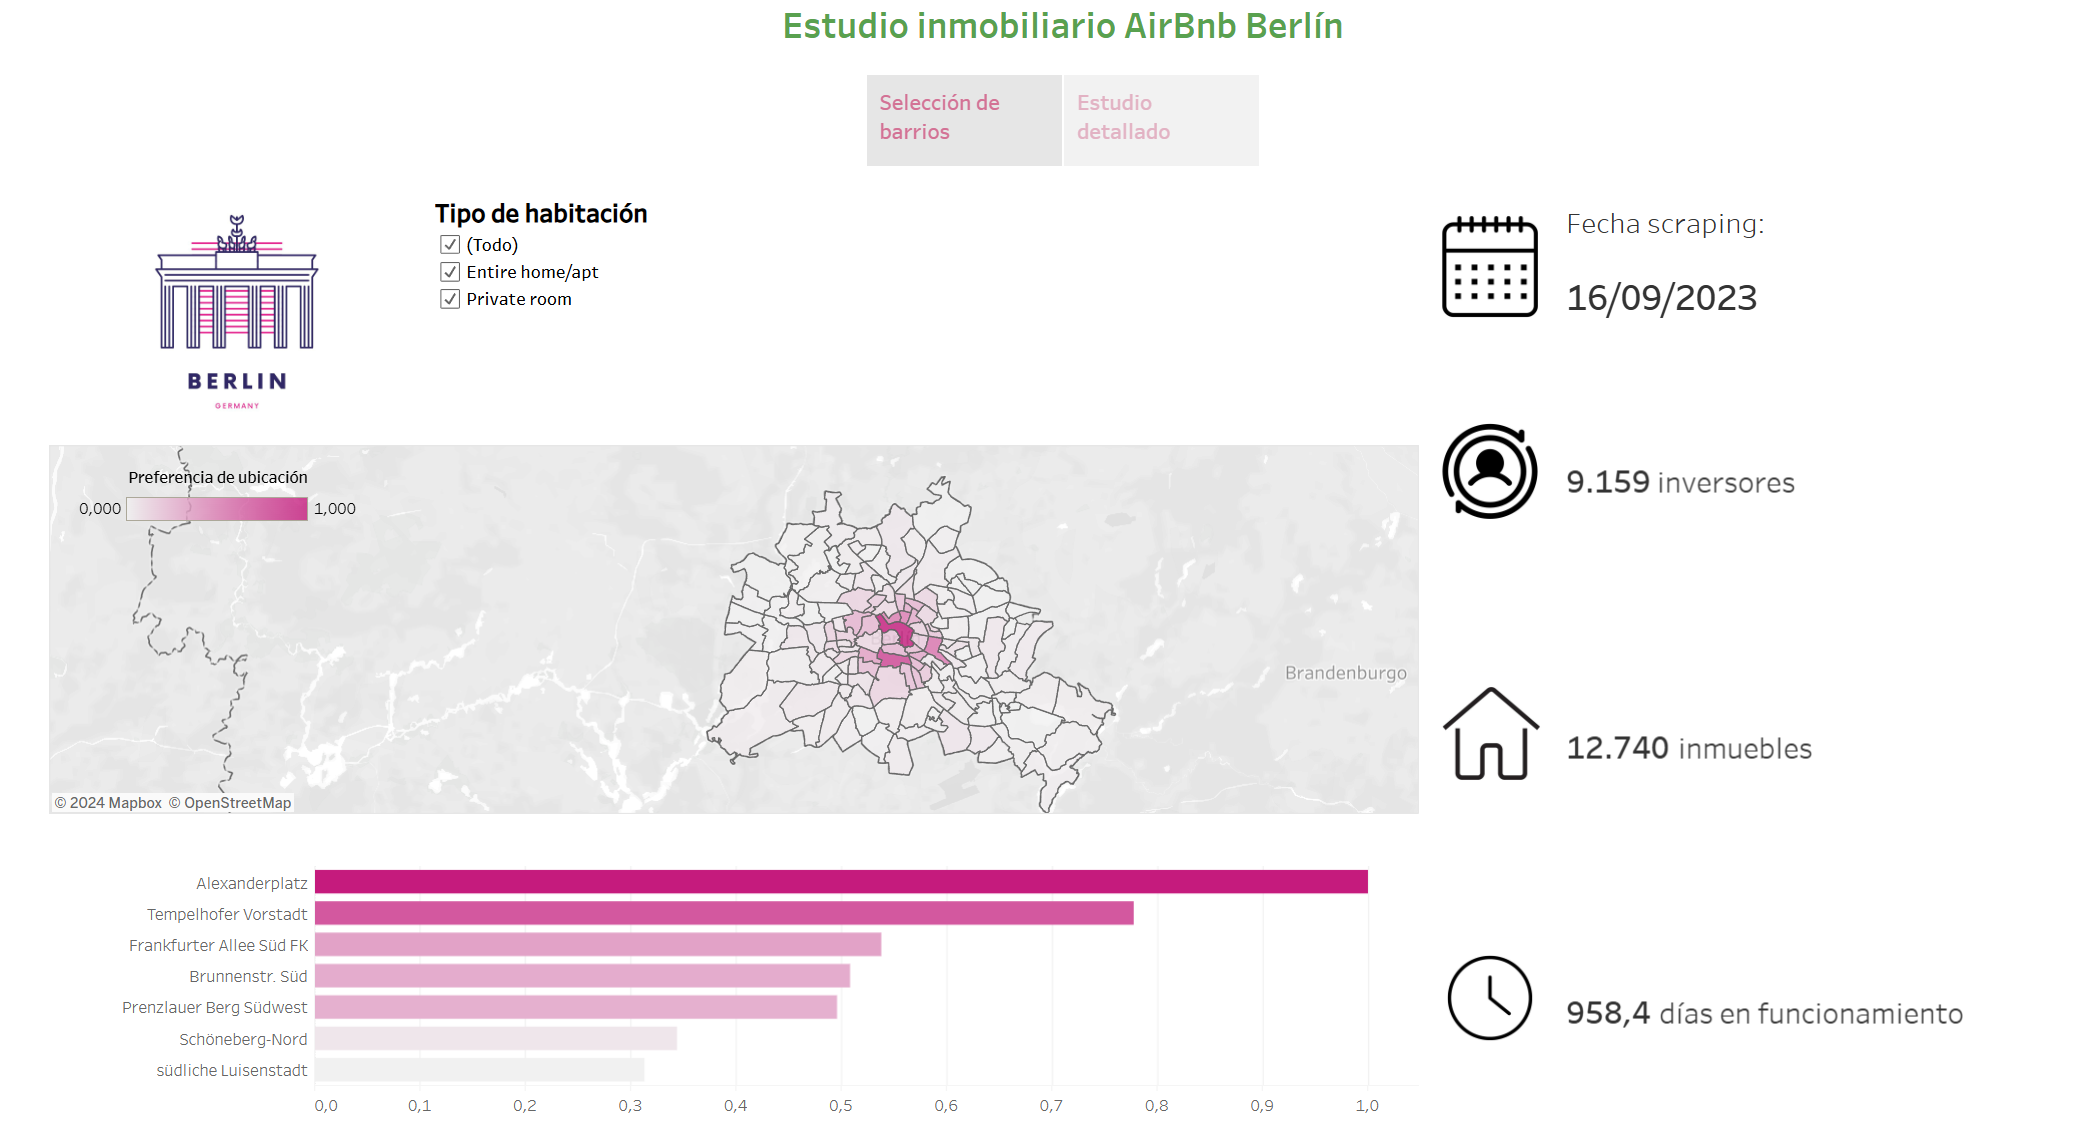 Estudio inmobiliario AirBnb Berlín
Selección de
barrios
Estudio
detallado
BERLIN
GERMANY
Tipo de habitación
(Todo)
Entire home/apt
Private room
Fecha scraping:
16/09/2023
9.159 inversores
12.740 inmuebles
958,4 días en funcionamiento
Preferencia de ubicación
0,000
1,000
Brandenburgo
© 2024 Mapbox © OpenStreetMap
Alexanderplatz
Tempelhofer Vorstadt
Frankfurter Allee Süd FK
Brunnenstr. Süd
Prenzlauer Berg Südwest
Schöneberg-Nord
südliche Luisenstadt
0,0 0,1 0,2 0,3 0,4 0,5 0,6 0,7 0,8 0,9 1,0